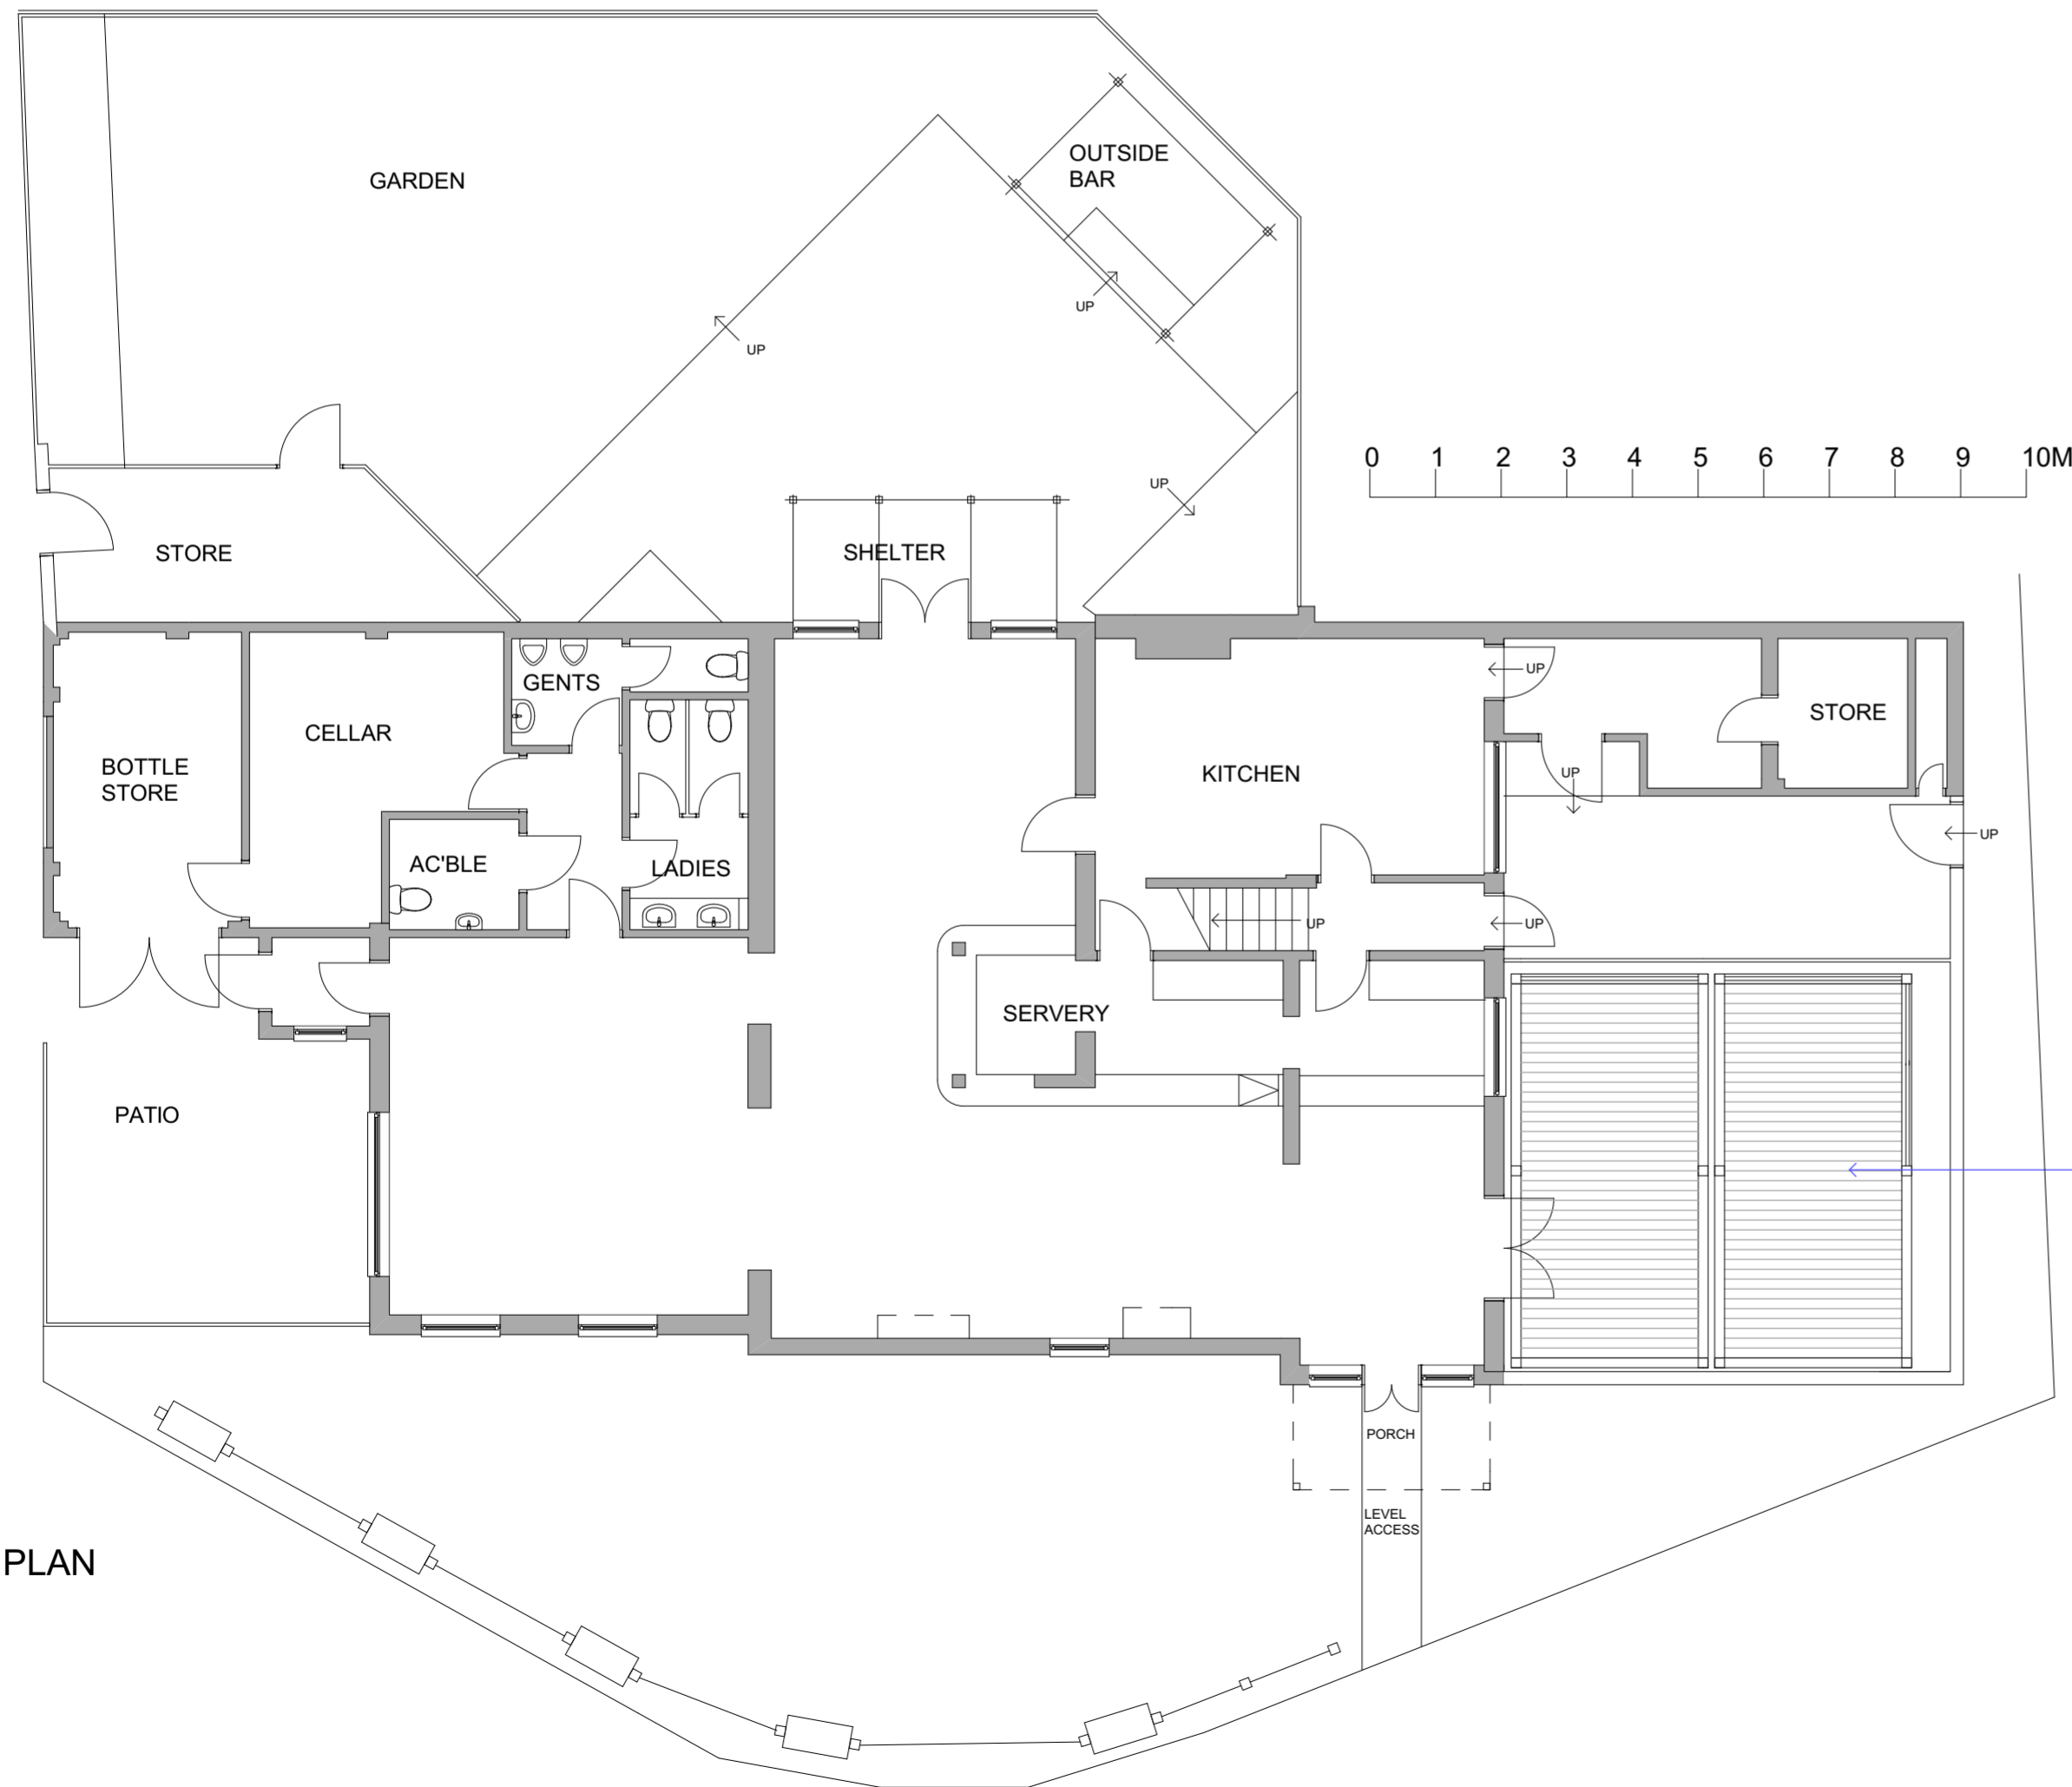 OUTSIDE
BAR
GARDEN
UP
UP
0 1 2 3 4 5 6 7 8 9 10M
UP
STORE
SHELTER
GENTS
UP
STORE
CELLAR
BOTTLE
STORE
KITCHEN
UP
UP
AC'BLE
LADIES
UP
UP
SERVERY
PATIO
PORCH
LEVEL
ACCESS
PLAN